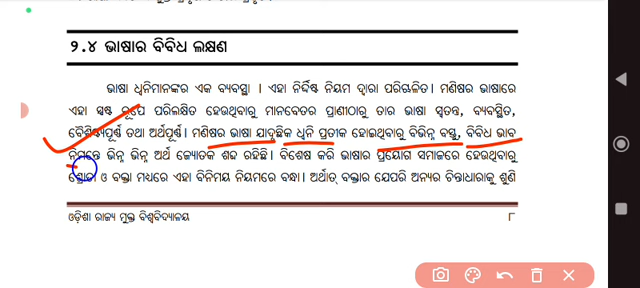 ୨.୪ ଭାଷାର ବିବିଧ ଲକ୍ଷଣ
ଭାଷା ଧ୍ୱନିମାନଙ୍କର ଏକ ବ୍ୟବସ୍ଥା । ଏହା ନିର୍ଦ୍ଦିଷ୍ଟ ନିୟମ ଦ୍ୱାରା ପରିଚ୍ଛଳିତ। ମଣିଷର ଭାଷାରେ
ଏହା ସ୍ପଷ୍ଟ ରୂପେ ପରିଲକ୍ଷିତ ହେଉଥିବାରୁ ମାନବେତର ପ୍ରାଣୀଠାରୁ ତାର ଭାଷା ସ୍ୱତନ୍ତ୍ର, ବ୍ୟବସ୍ଥିତ,
ବୈଶିଷ୍ଟ୍ୟପୂର୍ଣ୍ଣ ତଥା ଅର୍ଥପୂର୍ଣ୍ଣ। ମଣିଷର ଭାଷା ଯାଦୃଚ୍ଛିକ ଧ୍ୱନି ପ୍ରତୀକ ହୋଇଥିବାରୁ ବିଭିନ୍ନ ବସ୍ତୁ, ବିବିଧ ଭାବ
ନିମନ୍ତେ ଭିନ୍ନ ଭିନ୍ନ ଅର୍ଥ ଦ୍ୟୋତକ ଶବ୍ଦ ରହିଛି। ବିଶେଷ କରି ଭାଷାର ପ୍ରୟୋଗ ସମାଜରେ ହେଉଥିବାରୁ
ଶ୍ରୋତା ଓ ବକ୍ତା ମଧ୍ୟରେ ଏହା ବିନିମୟ ନିୟମରେ ବନ୍ଧା। ଅର୍ଥାତ୍ ବକ୍ତାର ଯେପରି ଅନ୍ୟର ଚିନ୍ତାଧାରାକୁ ଶୁଣି
ଓଡ଼ିଶା ରାଜ୍ୟ ମୁକ୍ତ ବିଶ୍ୱବିଦ୍ୟାଳୟ ୮